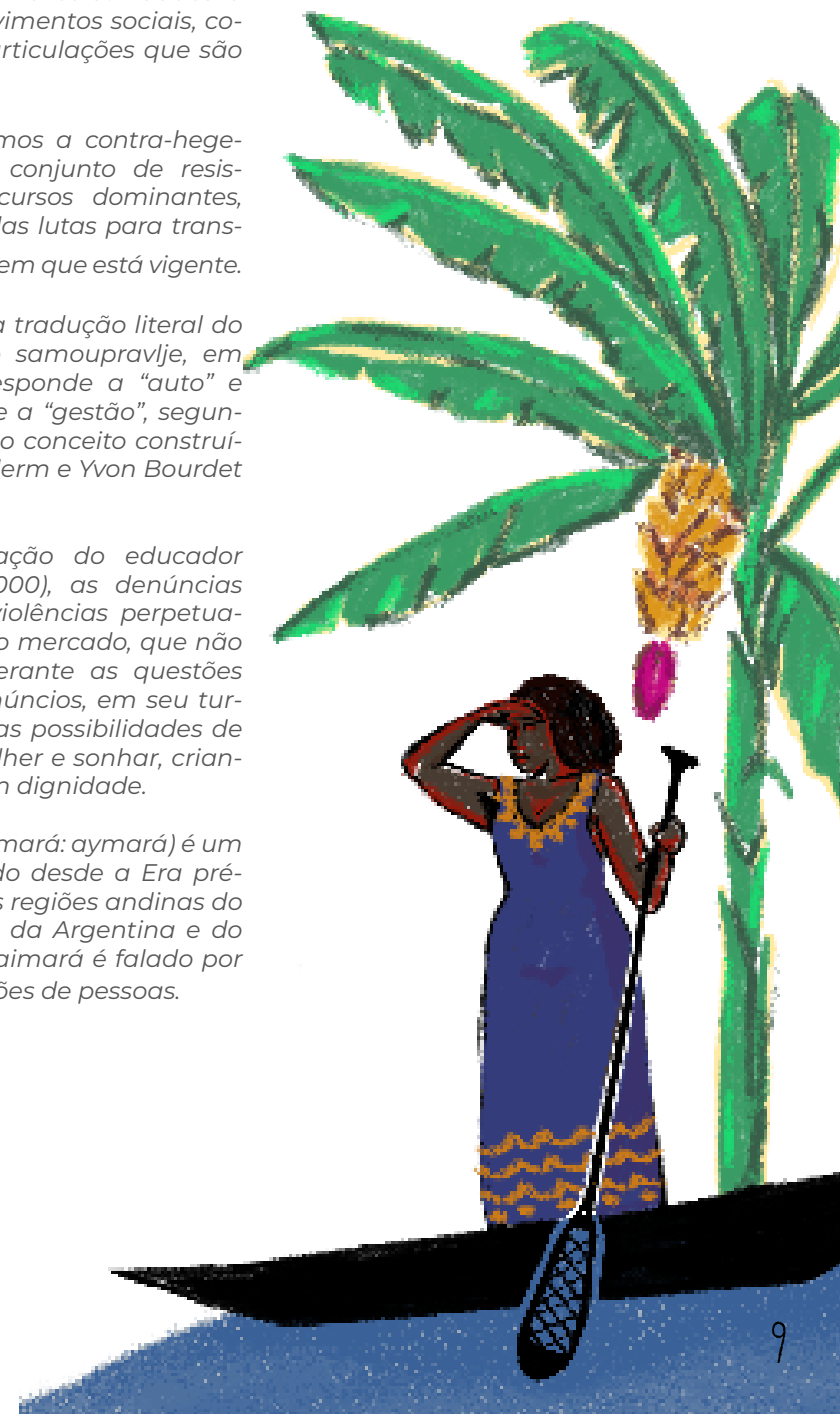 vimentos sociais, co-
articulações que são
mos a contra-hege-
conjunto de resis-
cursos dominantes,
das lutas para trans-
em que está vigente.
a tradução literal do
samoupravlje, em
esponde a “auto” e
e a “gestão”, segun-
o conceito construí-
derm e Yvon Bourdet
ação do educador
000), as denúncias
violências perpetua-
o mercado, que não
erante as questões
núncios, em seu tur-
as possibilidades de
lher e sonhar, crian-
m dignidade.
mará: aymará) é um
do desde a Era pré-
s regiões andinas do
da Argentina e do
aimará é falado por
ões de pessoas.
9